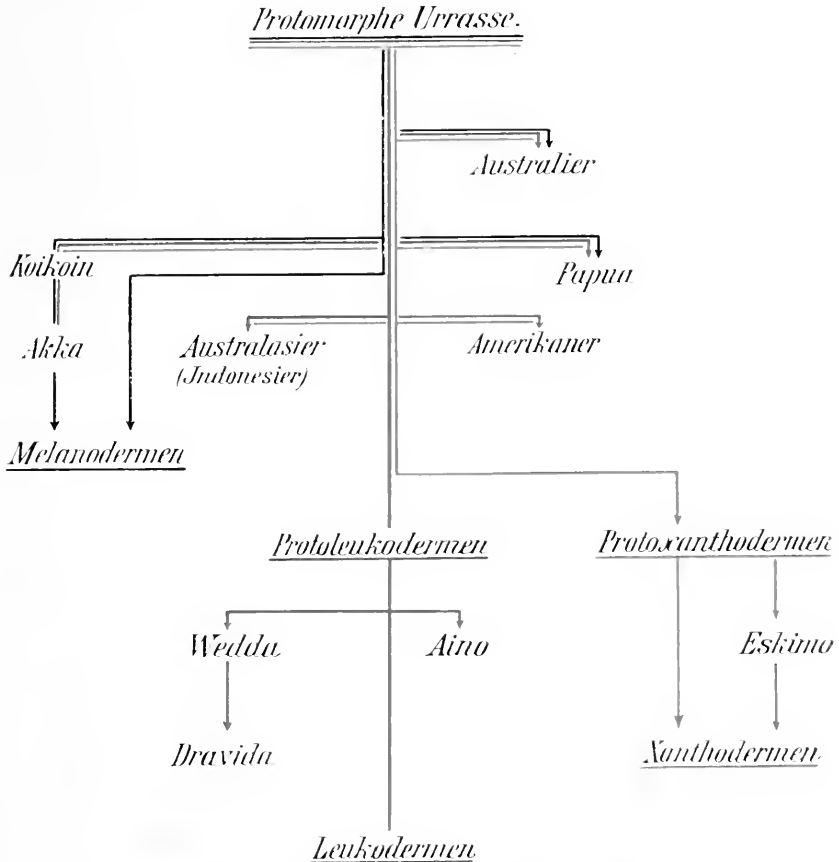 Protomorphe Urrasse.
Australier
Koikoin
Papua
Akka
Australasier
(Indonesier)
Amerikaner
Melanodermen
Protoleukodermen
Protoxanthodermen
Wedda
Aino
Eskimo
Dravida
Xanthodermen
Leukodermen